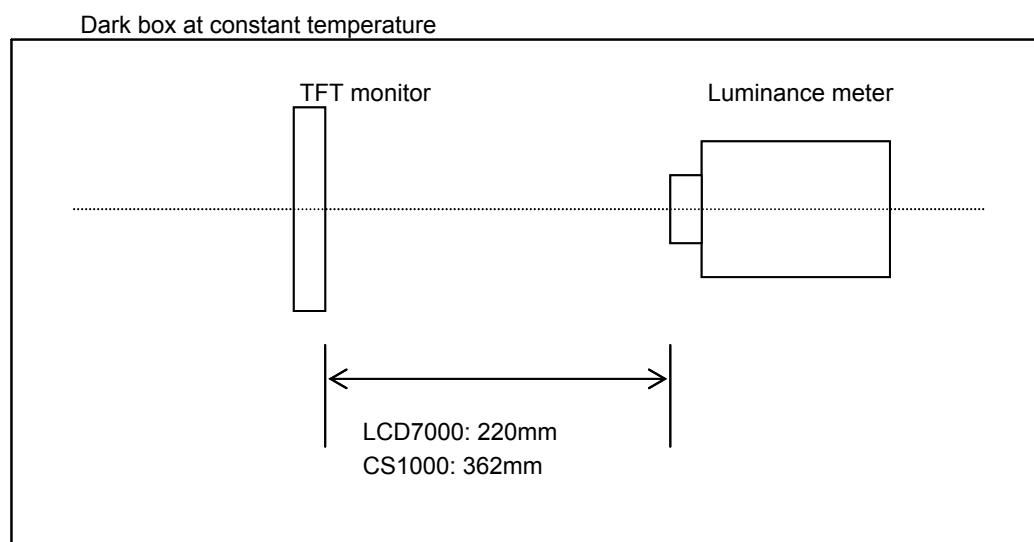 Dark box at constant temperature
TFT monitor
Luminance meter
LCD7000: 220mm
CS1000: 362mm